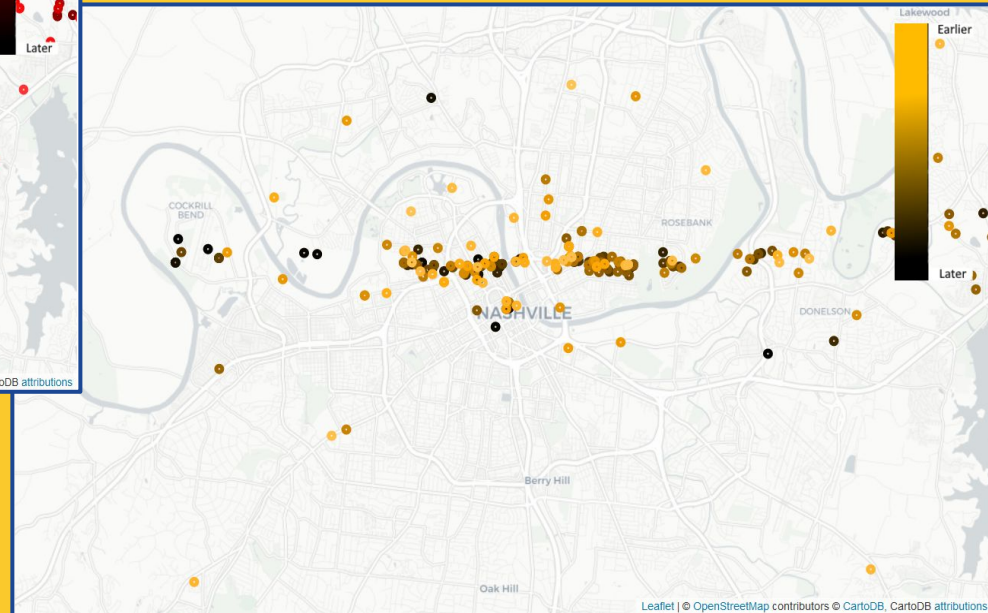 Lakewood
Earlier
Later
COCKRILL
BEND
ROSEBANK
Later
NASHVILLE
DONELSON
oDB attributions
Berry Hill
Oak Hill
Leaflet | © OpenStreetMap contributors © CartoDB, CartoDB attributions